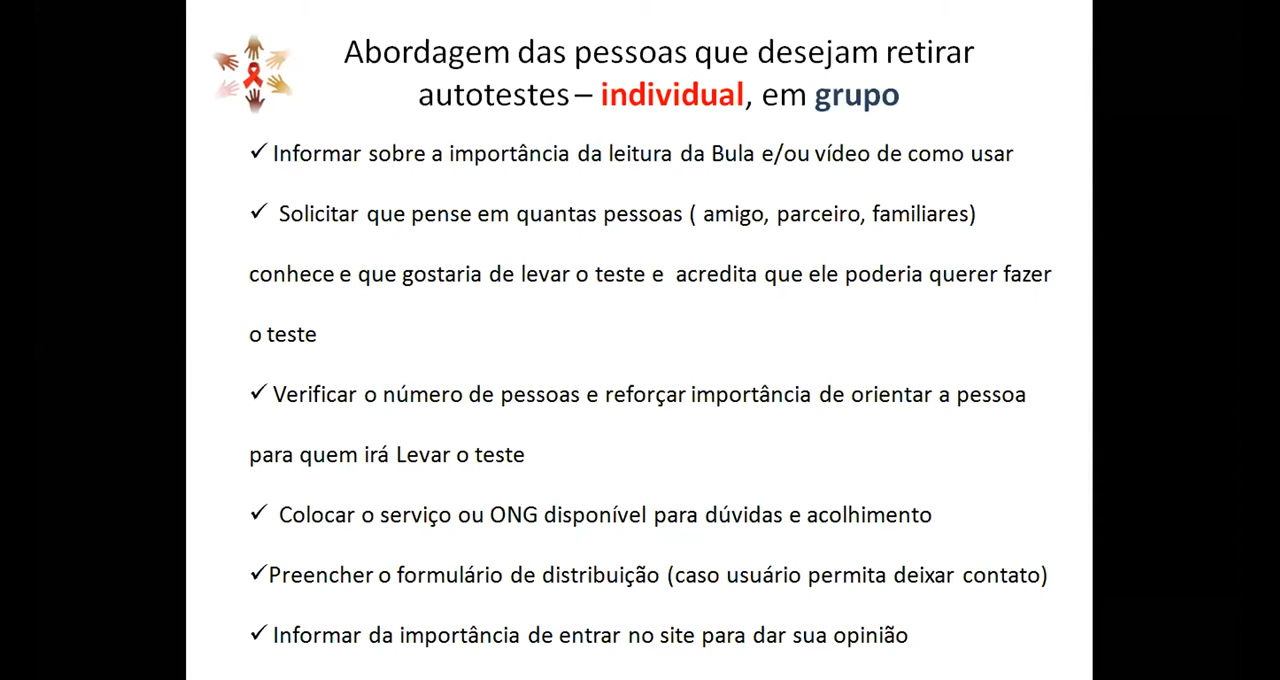 Abordagem das pessoas que desejam retirar
autotestes – individual, em grupo
✓ Informar sobre a importância da leitura da Bula e/ou vídeo de como usar
✓ Solicitar que pense em quantas pessoas ( amigo, parceiro, familiares)
conhece e que gostaria de levar o teste e acredita que ele poderia querer fazer
o teste
✓ Verificar o número de pessoas e reforçar importância de orientar a pessoa
para quem irá Levar o teste
✓ Colocar o serviço ou ONG disponível para dúvidas e acolhimento
✓ Preencher o formulário de distribuição (caso usuário permita deixar contato)
✓ Informar da importância de entrar no site para dar sua opinião